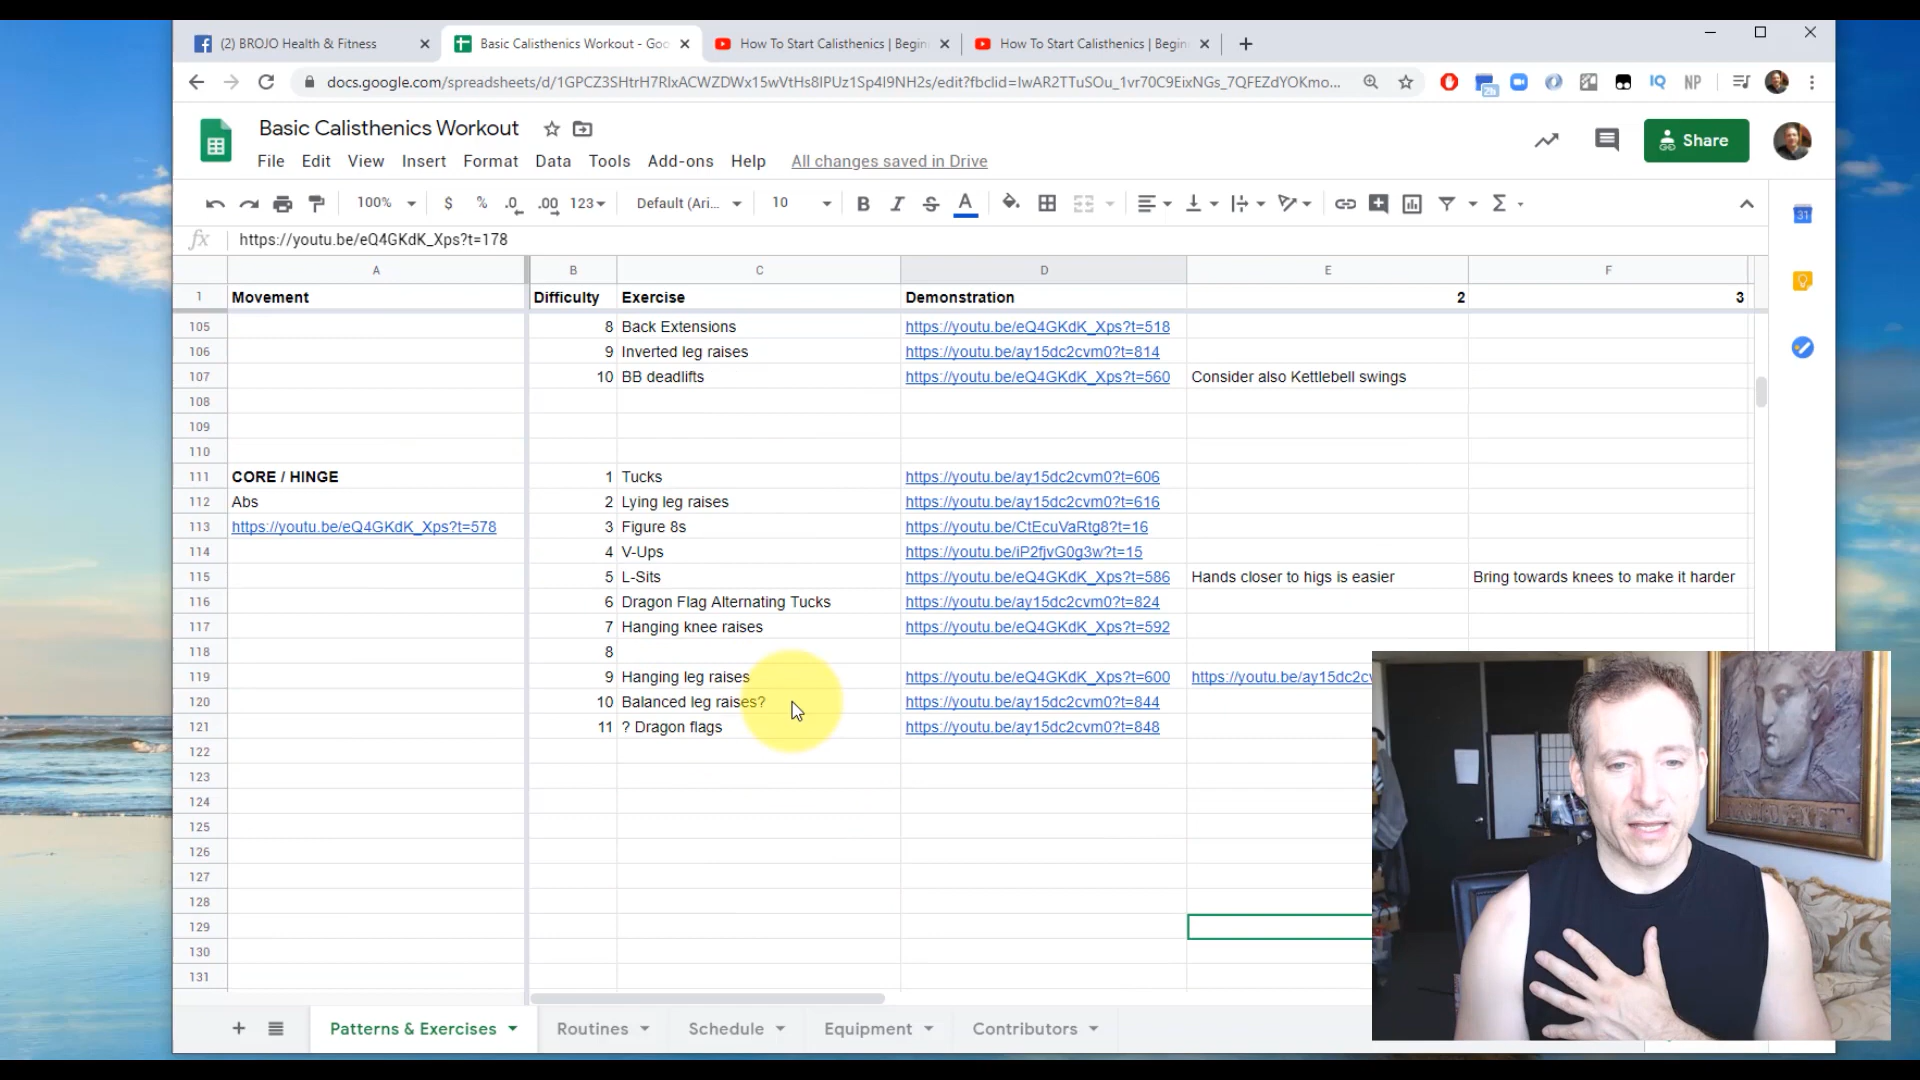 (2) BROJO Health & Fitness
Basic Calisthenics Workout - Goo
How To Start Calisthenics | Begin
How To Start Calisthenics | Begin
docs.google.com/spreadsheets/d/1GPCZ3SHtrH7RlxACWZDWx15wVtHs8IPUz1Sp4I9NH2s/edit?fbclid=IwAR2TTuSOu_1vr70C9EixNGs_7QFEZdYOKmo...
2h
IQ
NP
Basic Calisthenics Workout
Share
File Edit View Insert Format Data Tools Add-ons Help All changes saved in Drive
100% $ % .0 .00 123 Default (Ari... 10 B I S A Σ
31
fx https://youtu.be/eQ4GKdK_Xps?t=178
A B C D E F
1 Movement Difficulty Exercise Demonstration 2 3
105 8 Back Extensions https://youtu.be/eQ4GKdK_Xps?t=518
106 9 Inverted leg raises https://youtu.be/ay15dc2cvm0?t=814
107 10 BB deadlifts https://youtu.be/eQ4GKdK_Xps?t=560 Consider also Kettlebell swings
108
109
110
111 CORE / HINGE 1 Tucks https://youtu.be/ay15dc2cvm0?t=606
112 Abs 2 Lying leg raises https://youtu.be/ay15dc2cvm0?t=616
113 https://youtu.be/eQ4GKdK_Xps?t=578 3 Figure 8s https://youtu.be/CtEcuVaRtg8?t=16
114 4 V-Ups https://youtu.be/iP2fjvG0g3w?t=15
115 5 L-Sits https://youtu.be/eQ4GKdK_Xps?t=586 Hands closer to higs is easier Bring towards knees to make it harder
116 6 Dragon Flag Alternating Tucks https://youtu.be/ay15dc2cvm0?t=824
117 7 Hanging knee raises https://youtu.be/eQ4GKdK_Xps?t=592
118 8
119 9 Hanging leg raises https://youtu.be/eQ4GKdK_Xps?t=600 https://youtu.be/ay15dc2cv
120 10 Balanced leg raises? https://youtu.be/ay15dc2cvm0?t=844
121 11 ? Dragon flags https://youtu.be/ay15dc2cvm0?t=848
122
123
124
125
126
127
128
129
130
131
Patterns & Exercises Routines Schedule Equipment Contributors